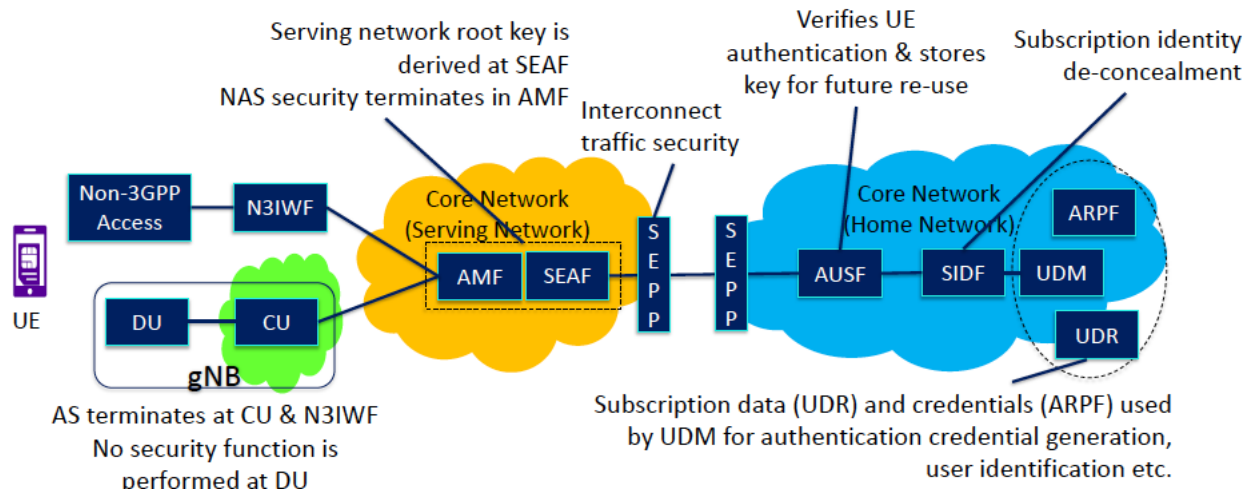 Serving network root key is
derived at SEAF
NAS security terminates in AMF
Interconnect
traffic security
Verifies UE
authentication & stores
key for future re-use
Subscription identity
de-concealment
Non-3GPP
Access
N3IWF
Core Network
(Serving Network)
AMF
SEAF
S
E
P
P
S
E
P
P
Core Network
(Home Network)
AUSF
SIDF
UDM
ARPF
UDR
UE
DU
CU
gNB
AS terminates at CU & N3IWF
No security function is
performed at DU
Subscription data (UDR) and credentials (ARPF) used
by UDM for authentication credential generation,
user identification etc.